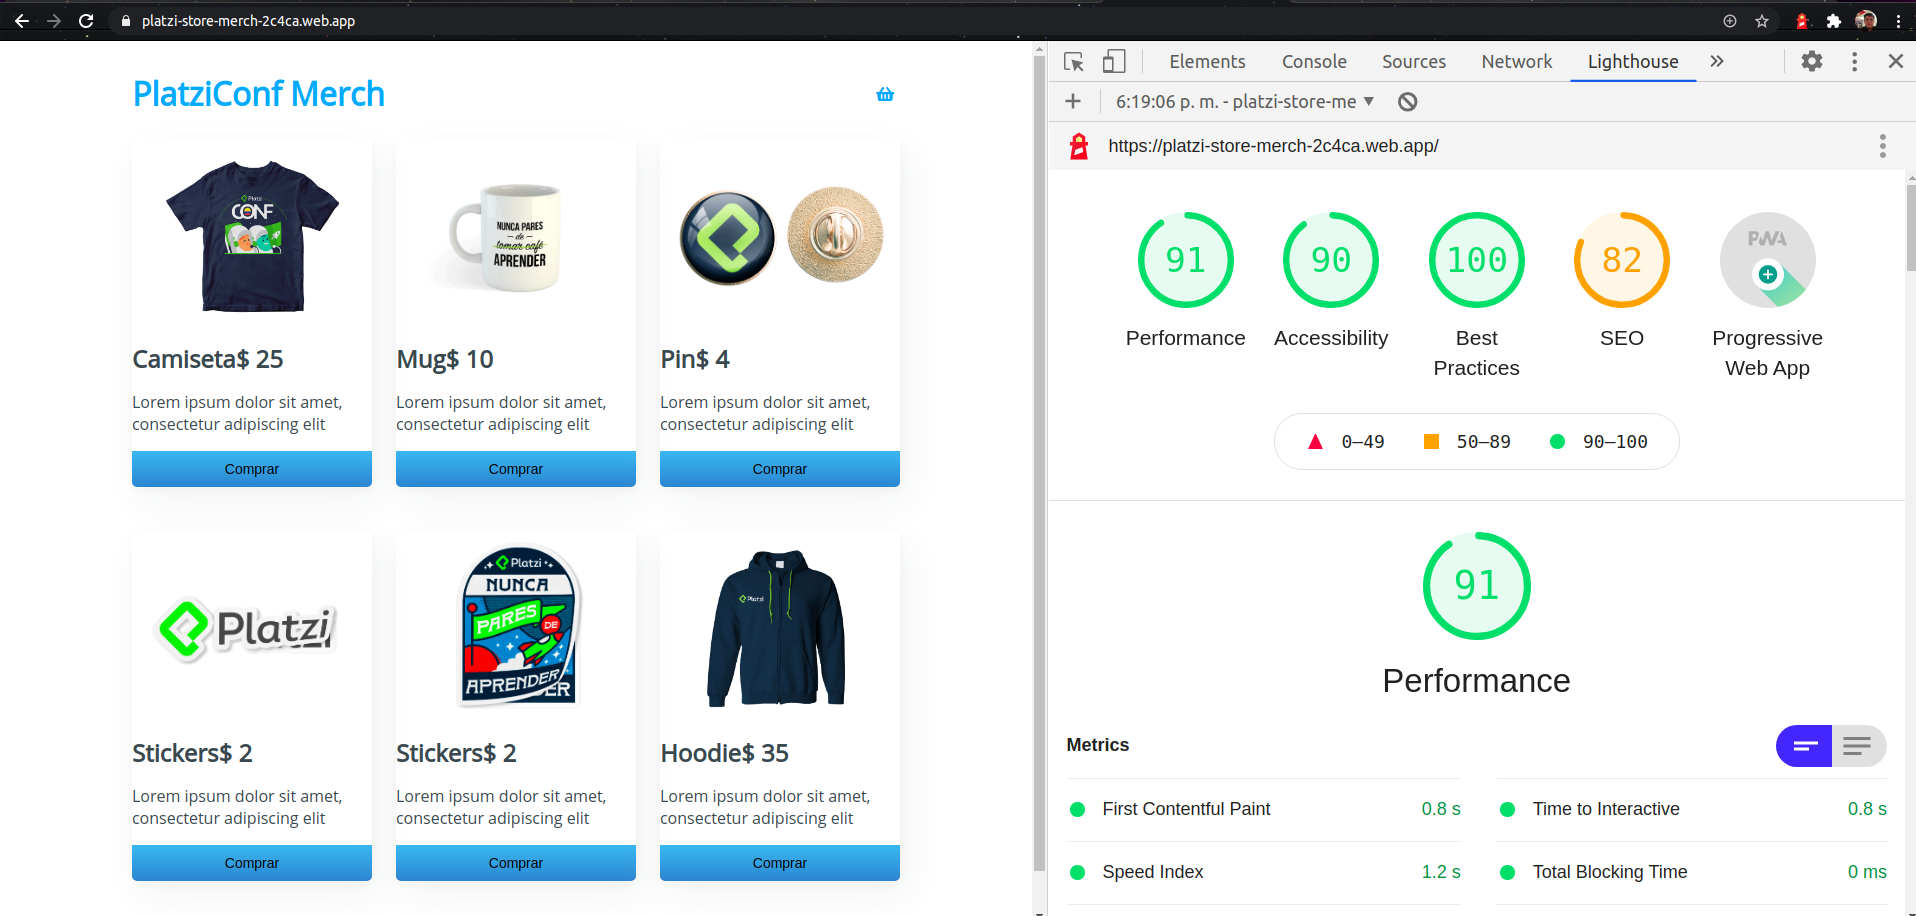 platzi-store-merch-2c4ca.web.app
PlatziConf Merch
Platzi
CONF
NUNCA PARES
de
tomar café
APRENDER
Camiseta$ 25
Lorem ipsum dolor sit amet,
consectetur adipiscing elit
Comprar
Mug$ 10
Lorem ipsum dolor sit amet,
consectetur adipiscing elit
Comprar
Pin$ 4
Lorem ipsum dolor sit amet,
consectetur adipiscing elit
Comprar
Platzi
Platzi
NUNCA
PARES
DE
APRENDER
Platzi
Stickers$ 2
Lorem ipsum dolor sit amet,
consectetur adipiscing elit
Comprar
Stickers$ 2
Lorem ipsum dolor sit amet,
consectetur adipiscing elit
Comprar
Hoodie$ 35
Lorem ipsum dolor sit amet,
consectetur adipiscing elit
Comprar
Elements Console Sources Network Lighthouse
6:19:06 p. m. - platzi-store-me
https://platzi-store-merch-2c4ca.web.app/
91 90 100 82 PWA
Performance
Accessibility
Best
Practices
SEO
Progressive
Web App
0–49 50–89 90–100
91
Performance
Metrics
First Contentful Paint 0.8 s
Time to Interactive 0.8 s
Speed Index 1.2 s
Total Blocking Time 0 ms